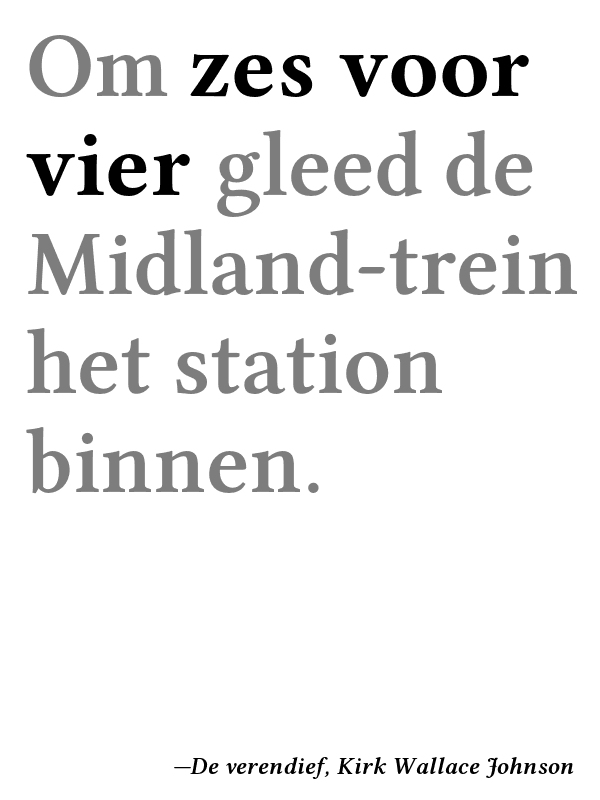 Om zes voor
vier gleed de
Midland-trein
het station
binnen.
—De verendief, Kirk Wallace Johnson